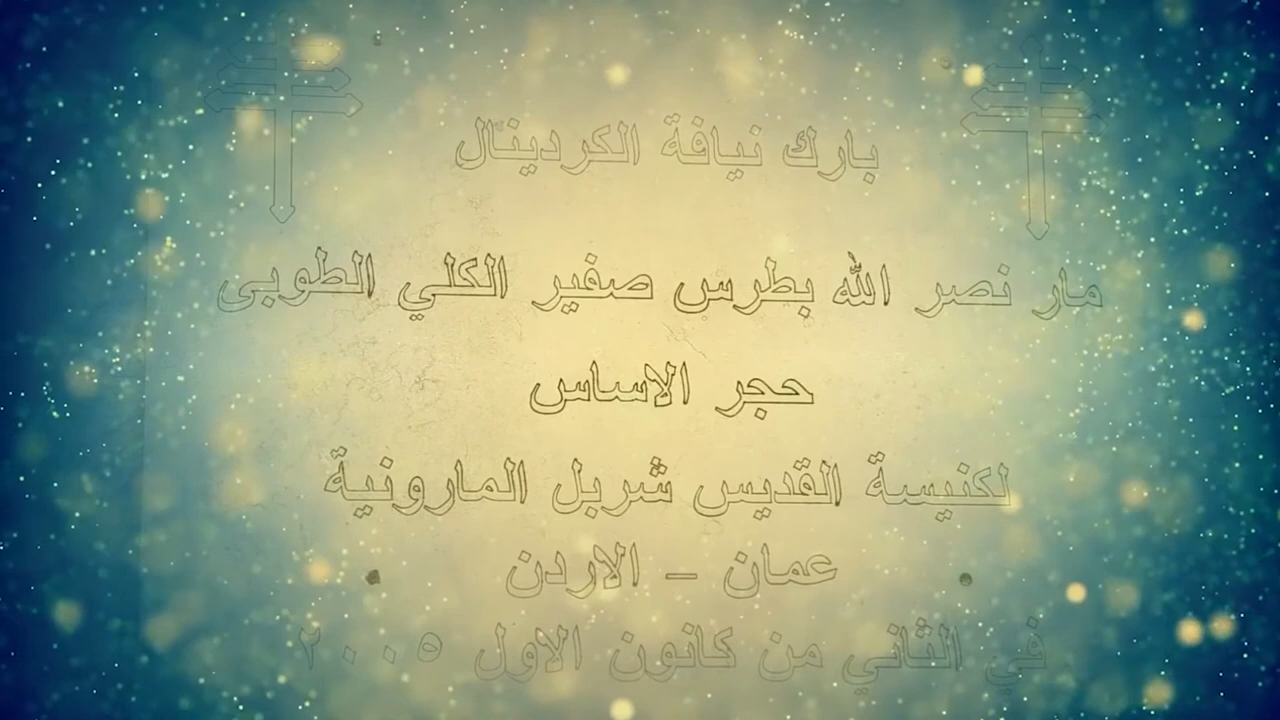 بارك نيافة الكردينال
مار نصر الله بطرس صفير الكلي الطوبى
حجر الاساس
لكنيسة القديس شربل المارونية
عمان – الاردن
في الثاني من كانون الاول ٢٠٠٥